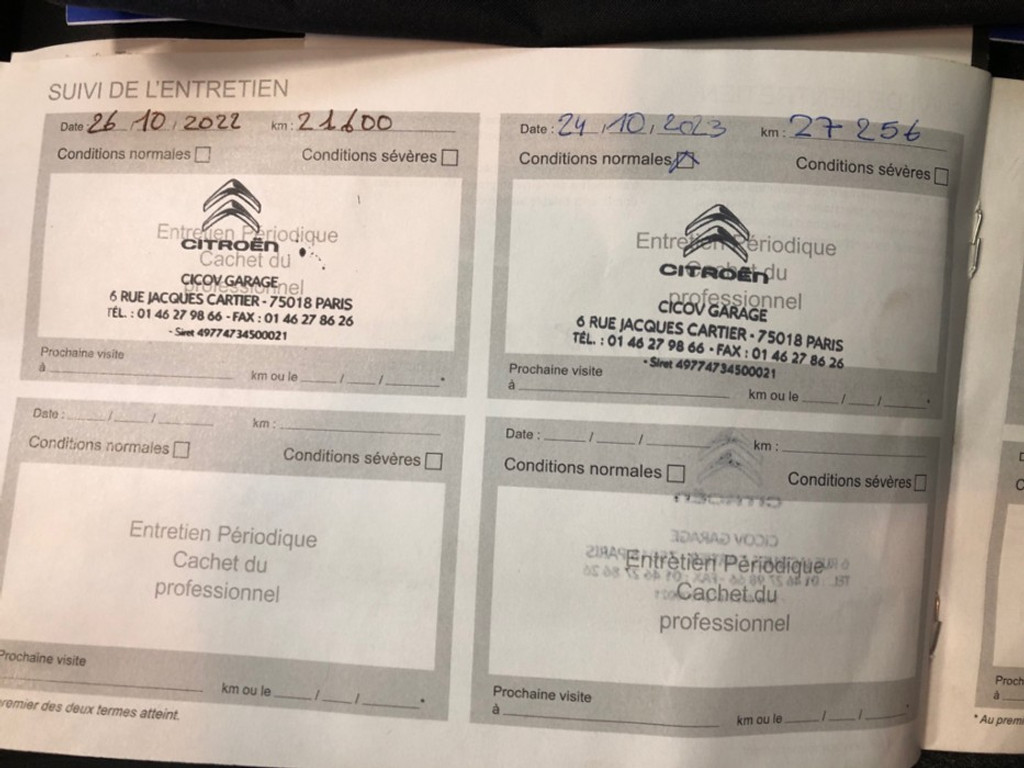 SUIVI DE L'ENTRETIEN
Date 26/10/2022 km : 21600
Conditions normales Conditions sévères
Entretien Périodique
CITROËN
Cachet du
professionnel
CICOV GARAGE
6 RUE JACQUES CARTIER - 75018 PARIS
TÉL. : 01 46 27 98 66 - FAX : 01 46 27 86 26
- Siret 49774734500021
Prochaine visite
à km ou le / / *
Date : 24/10/2023 km : 27256
Conditions normales Conditions sévères
Entretien Périodique
CITROËN
Cachet du
professionnel
CICOV GARAGE
6 RUE JACQUES CARTIER - 75018 PARIS
TÉL. : 01 46 27 98 66 - FAX : 01 46 27 86 26
- Siret 49774734500021
Prochaine visite
à km ou le / / *
Date : / / km :
Conditions normales Conditions sévères
Entretien Périodique
Cachet du
professionnel
Prochaine visite
km ou le / / *
premier des deux termes atteint.
Date : / / km :
Conditions normales Conditions sévères
Entretien Périodique
Cachet du
professionnel
Prochaine visite
à km ou le / / *
à
* Au